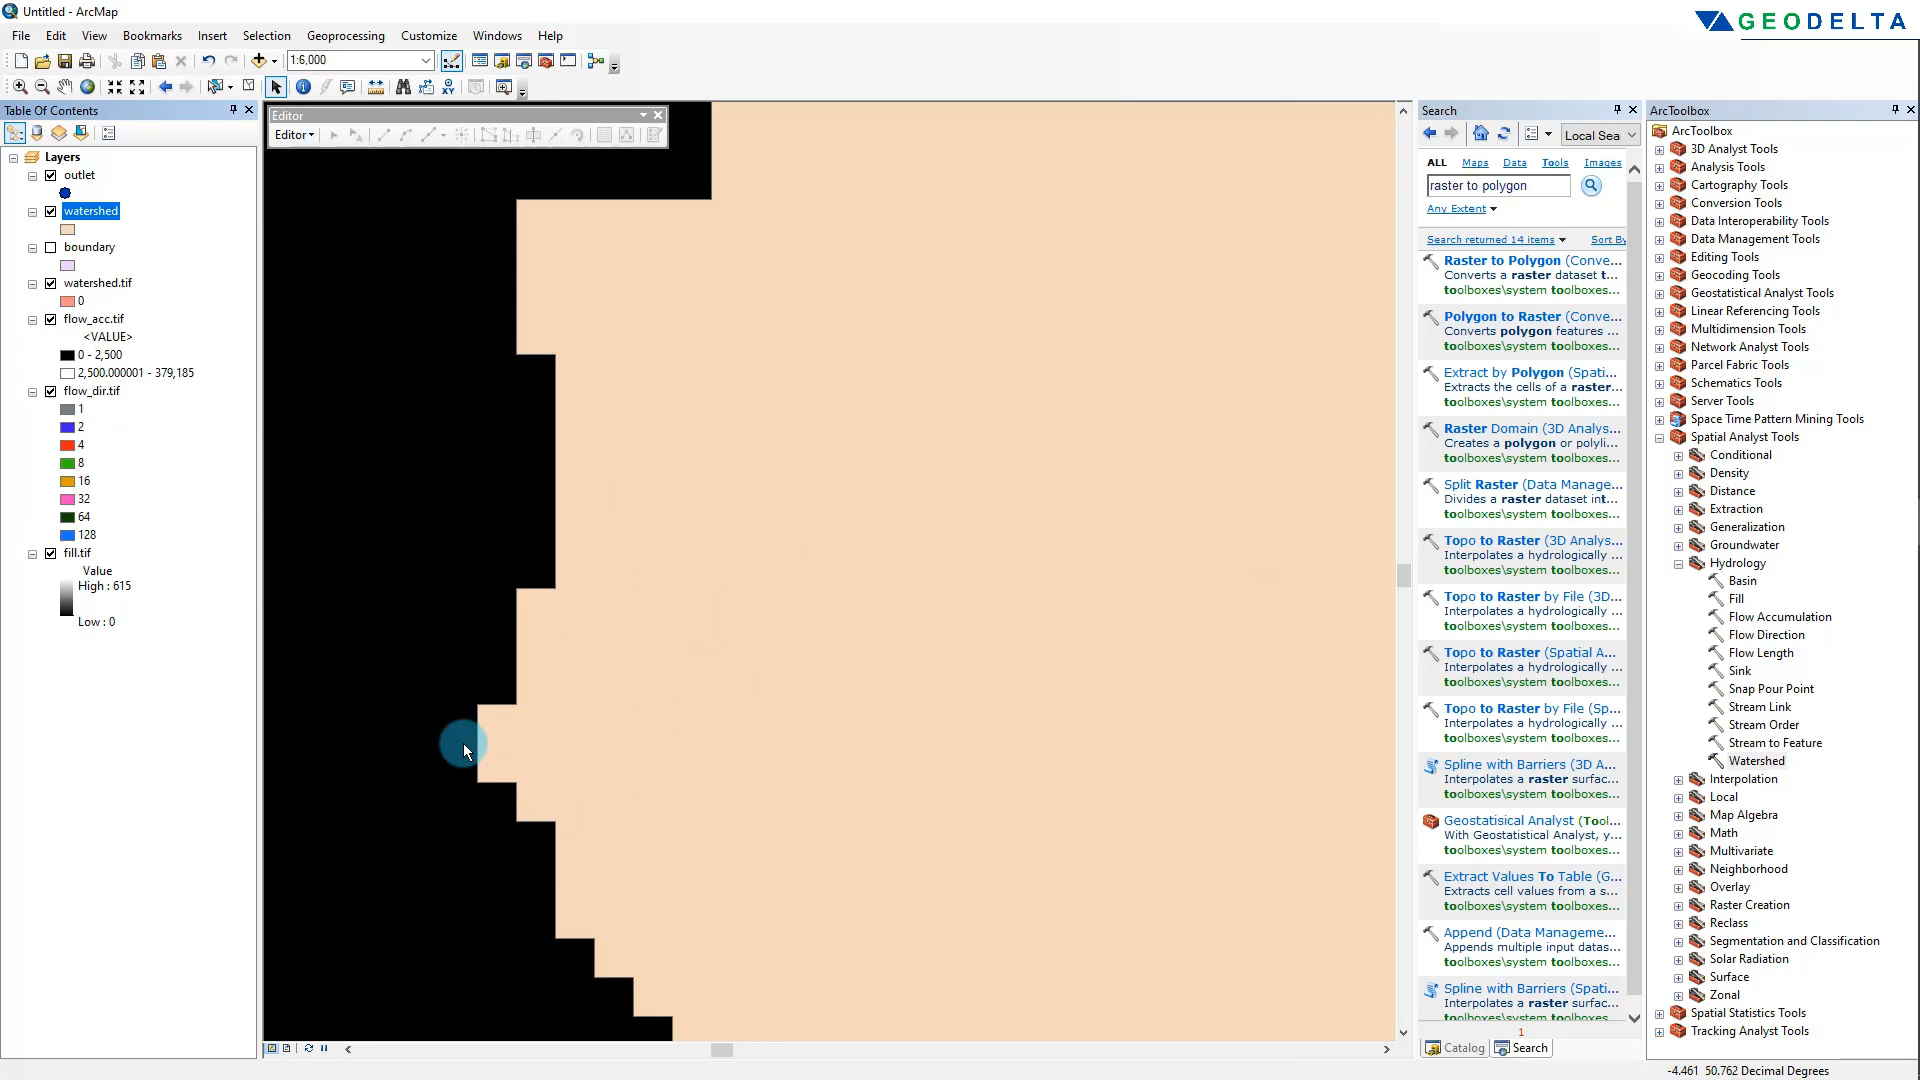 Untitled - ArcMap
GEODELTA
File Edit View Bookmarks Insert Selection Geoprocessing Customize Windows Help
1:6,000
Table Of Contents
Layers
outlet
watershed
boundary
watershed.tif
0
flow_acc.tif
<VALUE>
0 - 2,500
2,500.000001 - 379,185
flow_dir.tif
1
2
4
8
16
32
64
128
fill.tif
Value
High : 615
Low : 0
Editor
Editor
Search
Local Sea
ALL Maps Data Tools Images
raster to polygon
Any Extent
Search returned 14 items Sort By
Raster to Polygon (Conve...
Converts a raster dataset t...
toolboxes\system toolboxes...
Polygon to Raster (Conve...
Converts polygon features ...
toolboxes\system toolboxes...
Extract by Polygon (Spati...
Extracts the cells of a raster...
toolboxes\system toolboxes...
Raster Domain (3D Analys...
Creates a polygon or polyli...
toolboxes\system toolboxes...
Split Raster (Data Manage...
Divides a raster dataset int...
toolboxes\system toolboxes...
Topo to Raster (3D Analys...
Interpolates a hydrologically ...
toolboxes\system toolboxes...
Topo to Raster by File (3D...
Interpolates a hydrologically ...
toolboxes\system toolboxes...
Topo to Raster (Spatial A...
Interpolates a hydrologically ...
toolboxes\system toolboxes...
Topo to Raster by File (Sp...
Interpolates a hydrologically ...
toolboxes\system toolboxes...
Spline with Barriers (3D A...
Interpolates a raster surfac...
toolboxes\system toolboxes...
Geostatisical Analyst (Tool...
With Geostatistical Analyst, y...
toolboxes\system toolboxes...
Extract Values To Table (G...
Extracts cell values from a s...
toolboxes\system toolboxes...
Append (Data Manageme...
Appends multiple input datas...
toolboxes\system toolboxes...
Spline with Barriers (Spati...
Interpolates a raster surfac...
toolboxes\system toolboxes...
1
Catalog Search
ArcToolbox
ArcToolbox
3D Analyst Tools
Analysis Tools
Cartography Tools
Conversion Tools
Data Interoperability Tools
Data Management Tools
Editing Tools
Geocoding Tools
Geostatistical Analyst Tools
Linear Referencing Tools
Multidimension Tools
Network Analyst Tools
Parcel Fabric Tools
Schematics Tools
Server Tools
Space Time Pattern Mining Tools
Spatial Analyst Tools
Conditional
Density
Distance
Extraction
Generalization
Groundwater
Hydrology
Basin
Fill
Flow Accumulation
Flow Direction
Flow Length
Sink
Snap Pour Point
Stream Link
Stream Order
Stream to Feature
Watershed
Interpolation
Local
Map Algebra
Math
Multivariate
Neighborhood
Overlay
Raster Creation
Reclass
Segmentation and Classification
Solar Radiation
Surface
Zonal
Spatial Statistics Tools
Tracking Analyst Tools
-4.461 50.762 Decimal Degrees